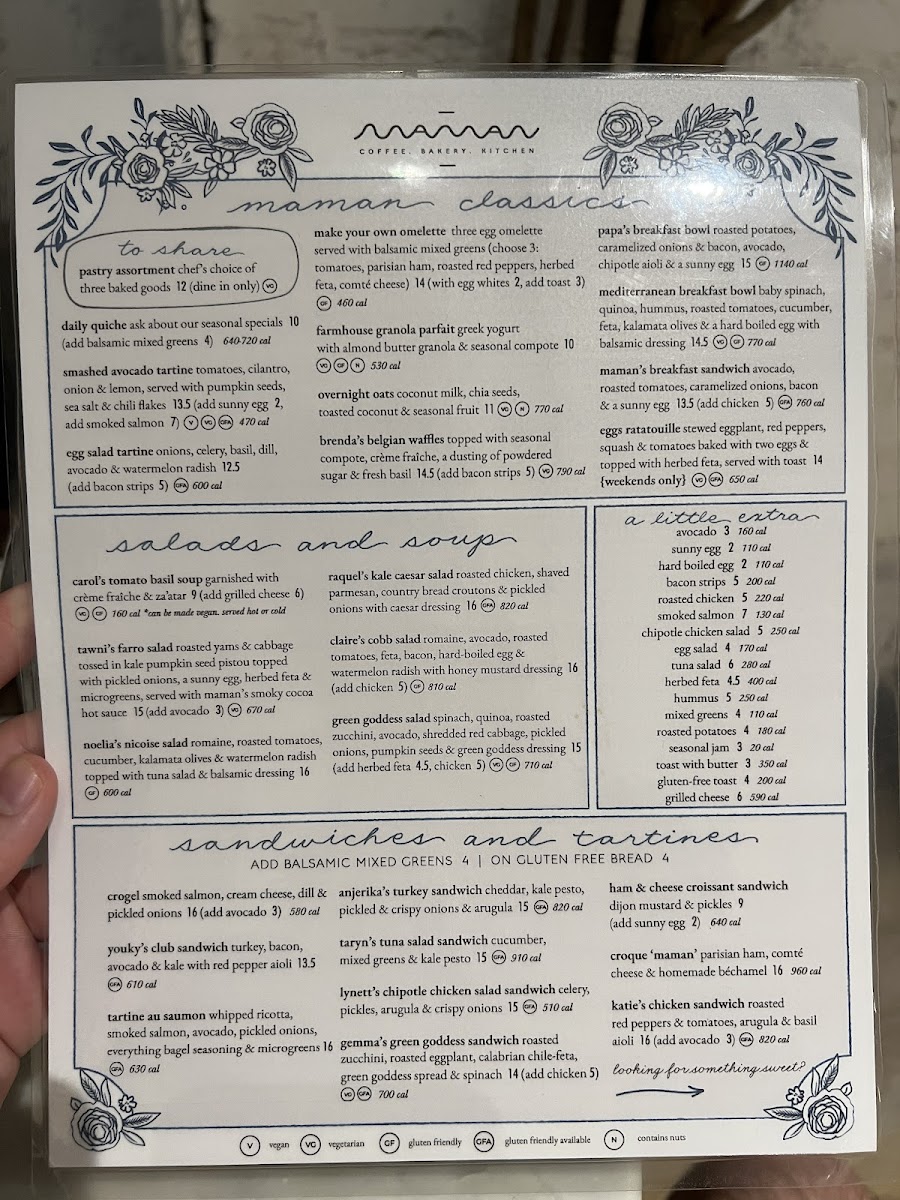 MAMAN
COFFEE. BAKERY. KITCHEN
maman classics
to share
pastry assortment chef's choice of
three baked goods 12 (dine in only) VG
daily quiche ask about our seasonal specials 10
(add balsamic mixed greens 4) 640-720 cal
smashed avocado tartine tomatoes, cilantro,
onion & lemon, served with pumpkin seeds,
sea salt & chili flakes 13.5 (add sunny egg 2,
add smoked salmon 7) V VG GFA 470 cal
egg salad tartine onions, celery, basil, dill,
avocado & watermelon radish 12.5
(add bacon strips 5) GFA 600 cal
make your own omelette three egg omelette
served with balsamic mixed greens (choose 3:
tomatoes, parisian ham, roasted red peppers, herbed
feta, comté cheese) 14 (with egg whites 2, add toast 3)
GF 460 cal
farmhouse granola parfait greek yogurt
with almond butter granola & seasonal compote 10
VG GF N 530 cal
overnight oats coconut milk, chia seeds,
toasted coconut & seasonal fruit 11 VG N 770 cal
brenda's belgian waffles topped with seasonal
compote, crème fraîche, a dusting of powdered
sugar & fresh basil 14.5 (add bacon strips 5) VG 790 cal
papa's breakfast bowl roasted potatoes,
caramelized onions & bacon, avocado,
chipotle aioli & a sunny egg 15 GF 1140 cal
mediterranean breakfast bowl baby spinach,
quinoa, hummus, roasted tomatoes, cucumber,
feta, kalamata olives & a hard boiled egg with
balsamic dressing 14.5 VG GF 770 cal
maman's breakfast sandwich avocado,
roasted tomatoes, caramelized onions, bacon
& a sunny egg 13.5 (add chicken 5) GFA 760 cal
eggs ratatouille stewed eggplant, red peppers,
squash & tomatoes baked with two eggs &
topped with herbed feta, served with toast 14
{weekends only} VG GFA 650 cal
salads and soup
carol's tomato basil soup garnished with
crème fraîche & za'atar 9 (add grilled cheese 6)
VG GF 160 cal *can be made vegan. served hot or cold
tawni's farro salad roasted yams & cabbage
tossed in kale pumpkin seed pistou topped
with pickled onions, a sunny egg, herbed feta &
microgreens, served with maman's smoky cocoa
hot sauce 15 (add avocado 3) VG 670 cal
noelia's nicoise salad romaine, roasted tomatoes,
cucumber, kalamata olives & watermelon radish
topped with tuna salad & balsamic dressing 16
GF 600 cal
raquel's kale caesar salad roasted chicken, shaved
parmesan, country bread croutons & pickled
onions with caesar dressing 16 GFA 820 cal
claire's cobb salad romaine, avocado, roasted
tomatoes, feta, bacon, hard-boiled egg &
watermelon radish with honey mustard dressing 16
(add chicken 5) GF 810 cal
green goddess salad spinach, quinoa, roasted
zucchini, avocado, shredded red cabbage, pickled
onions, pumpkin seeds & green goddess dressing 15
(add herbed feta 4.5, chicken 5) VG GF 710 cal
a little extra
avocado 3 160 cal
sunny egg 2 110 cal
hard boiled egg 2 110 cal
bacon strips 5 200 cal
roasted chicken 5 220 cal
smoked salmon 7 130 cal
chipotle chicken salad 5 250 cal
egg salad 4 170 cal
tuna salad 6 280 cal
herbed feta 4.5 400 cal
hummus 5 250 cal
mixed greens 4 110 cal
roasted potatoes 4 180 cal
seasonal jam 3 20 cal
toast with butter 3 350 cal
gluten-free toast 4 200 cal
grilled cheese 6 590 cal
sandwiches and tartines
ADD BALSAMIC MIXED GREENS 4 | ON GLUTEN FREE BREAD 4
crogel smoked salmon, cream cheese, dill &
pickled onions 16 (add avocado 3) 580 cal
youky's club sandwich turkey, bacon,
avocado & kale with red pepper aioli 13.5
GFA 610 cal
tartine au saumon whipped ricotta,
smoked salmon, avocado, pickled onions,
everything bagel seasoning & microgreens 16
GFA 630 cal
anjerika's turkey sandwich cheddar, kale pesto,
pickled & crispy onions & arugula 15 GFA 820 cal
taryn's tuna salad sandwich cucumber,
mixed greens & kale pesto 15 GFA 910 cal
lynett's chipotle chicken salad sandwich celery,
pickles, arugula & crispy onions 15 GFA 510 cal
gemma's green goddess sandwich roasted
zucchini, roasted eggplant, calabrian chile-feta,
green goddess spread & spinach 14 (add chicken 5)
VG GFA 700 cal
ham & cheese croissant sandwich
dijon mustard & pickles 9
(add sunny egg 2) 640 cal
croque 'maman' parisian ham, comté
cheese & homemade béchamel 16 960 cal
katie's chicken sandwich roasted
red peppers & tomatoes, arugula & basil
aioli 16 (add avocado 3) GFA 820 cal
looking for something sweet?
V vegan VG vegetarian GF gluten friendly GFA gluten friendly available N contains nuts